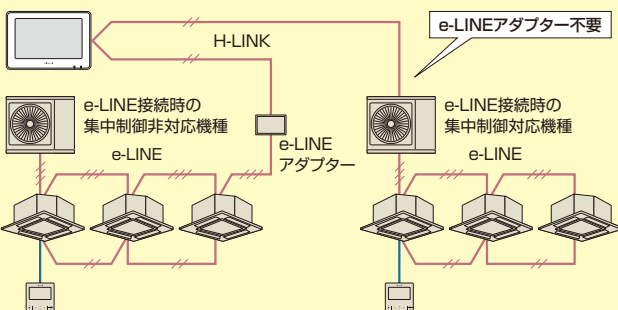 e-LINEアダプター不要
H-LINK
e-LINE接続時の
集中制御非対応機種
e-LINE
e-LINE
アダプター
e-LINE接続時の
集中制御対応機種
e-LINE